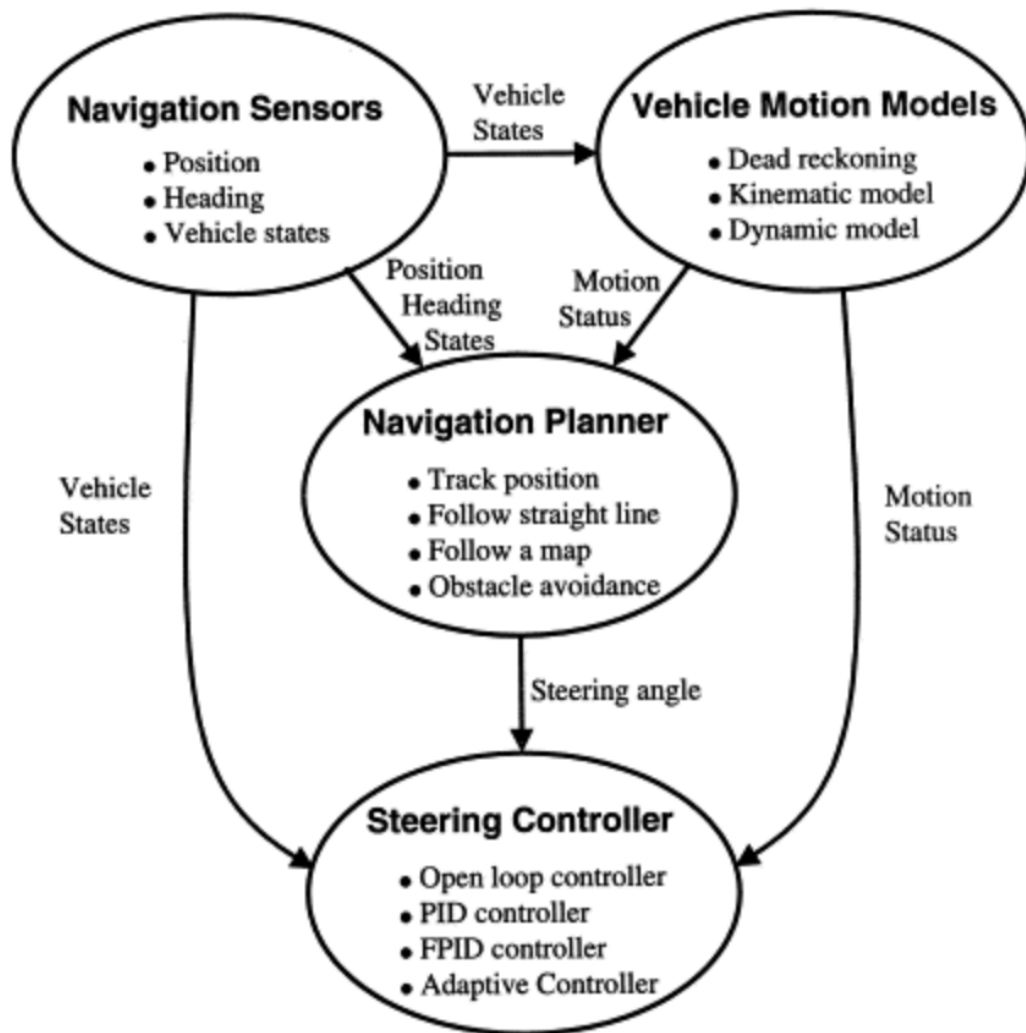 Navigation Sensors
• Position
• Heading
• Vehicle states
Vehicle
States
Vehicle Motion Models
• Dead reckoning
• Kinematic model
• Dynamic model
Position
Heading
States
Motion
Status
Navigation Planner
• Track position
• Follow straight line
• Follow a map
• Obstacle avoidance
Vehicle
States
Motion
Status
Steering angle
Steering Controller
• Open loop controller
• PID controller
• FPID controller
• Adaptive Controller